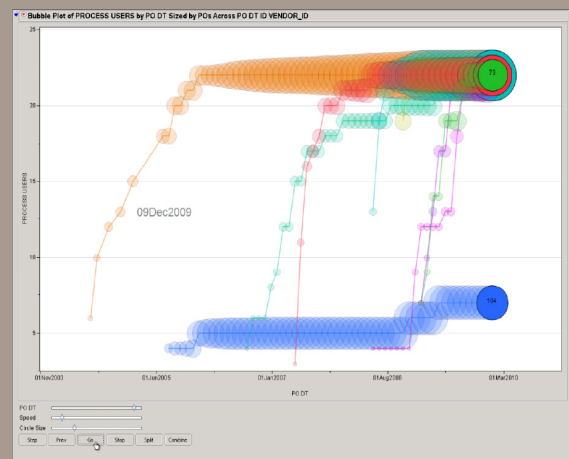 Bubble Plot of PROCESS USERS by PO DT Sized by POs Across PO DT ID VENDOR_ID
25
20
15
10
5
PROCESS USERS
09Dec2009
73
104
01Nov2003
01Jun2005
01Jan2007
01Aug2008
01Mar2010
PO DT
PO DT
Speed
Circle Size
Step Prev Go Stop Split Combine